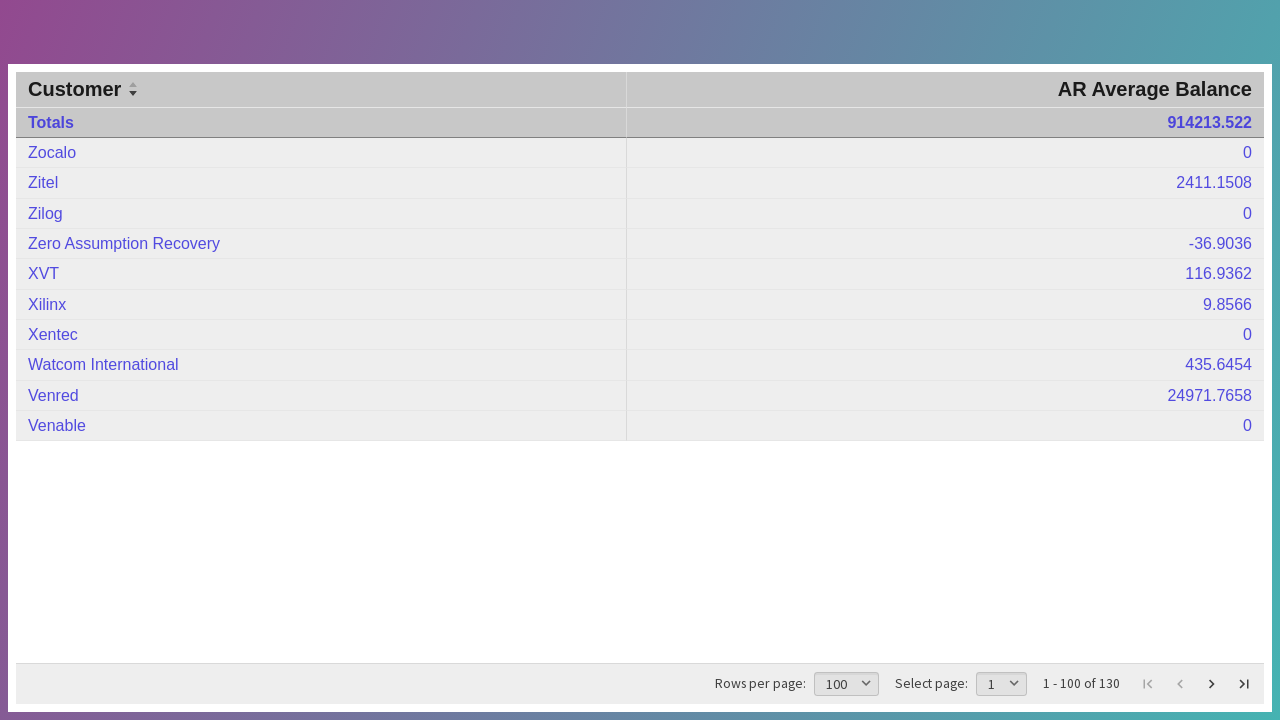 Customer AR Average Balance
Totals 914213.522
Zocalo 0
Zitel 2411.1508
Zilog 0
Zero Assumption Recovery -36.9036
XVT 116.9362
Xilinx 9.8566
Xentec 0
Watcom International 435.6454
Venred 24971.7658
Venable 0
Rows per page: 100 Select page: 1 1 - 100 of 130